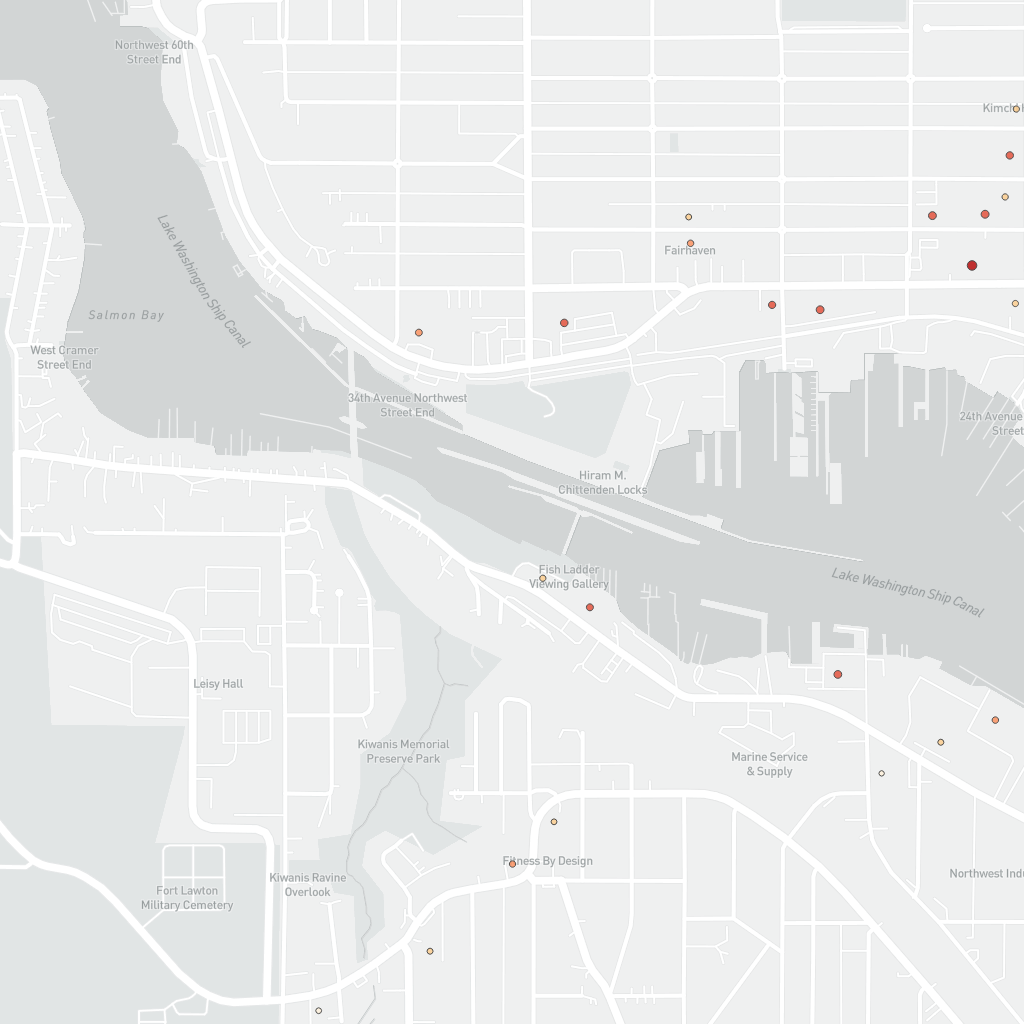 Northwest 60th
Street End
Lake Washington Ship Canal
Salmon Bay
West Cramer
Street End
Fairhaven
34th Avenue Northwest
Street End
24th Avenue
Street
Hiram M.
Chittenden Locks
Fish Ladder
Viewing Gallery
Lake Washington Ship Canal
Leisy Hall
Kiwanis Memorial
Preserve Park
Marine Service
& Supply
Fitness By Design
Kiwanis Ravine
Overlook
Fort Lawton
Military Cemetery
Northwest